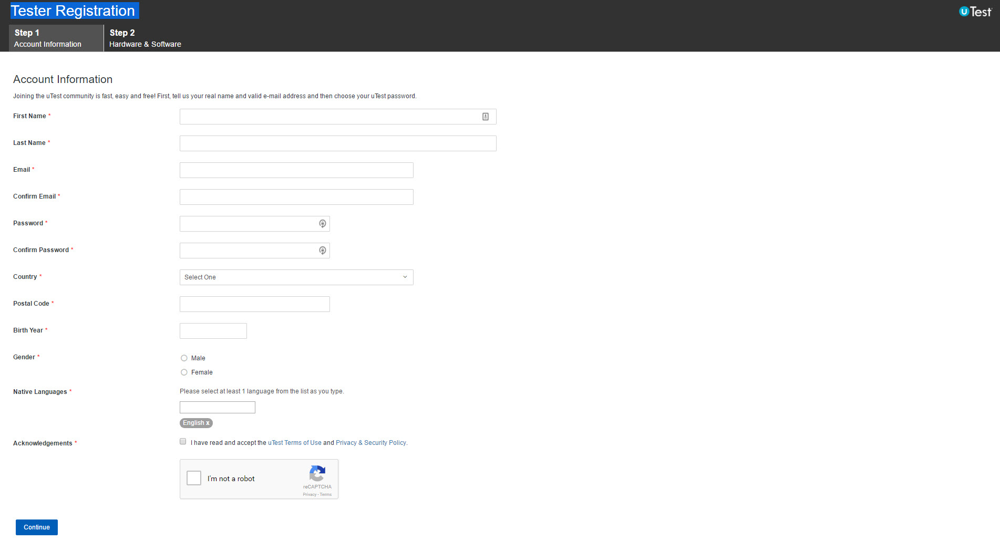 Tester Registration
uTest
Step 1
Account Information
Step 2
Hardware & Software
Account Information
Joining the uTest community is fast, easy and free! First, tell us your real name and valid e-mail address and then choose your uTest password.
First Name *
Last Name *
Email *
Confirm Email *
Password *
Confirm Password *
Country *
Select One
Postal Code *
Birth Year *
Gender *
Male
Female
Native Languages *
Please select at least 1 language from the list as you type.
English x
Acknowledgements *
I have read and accept the uTest Terms of Use and Privacy & Security Policy.
I'm not a robot
reCAPTCHA
Privacy - Terms
Continue